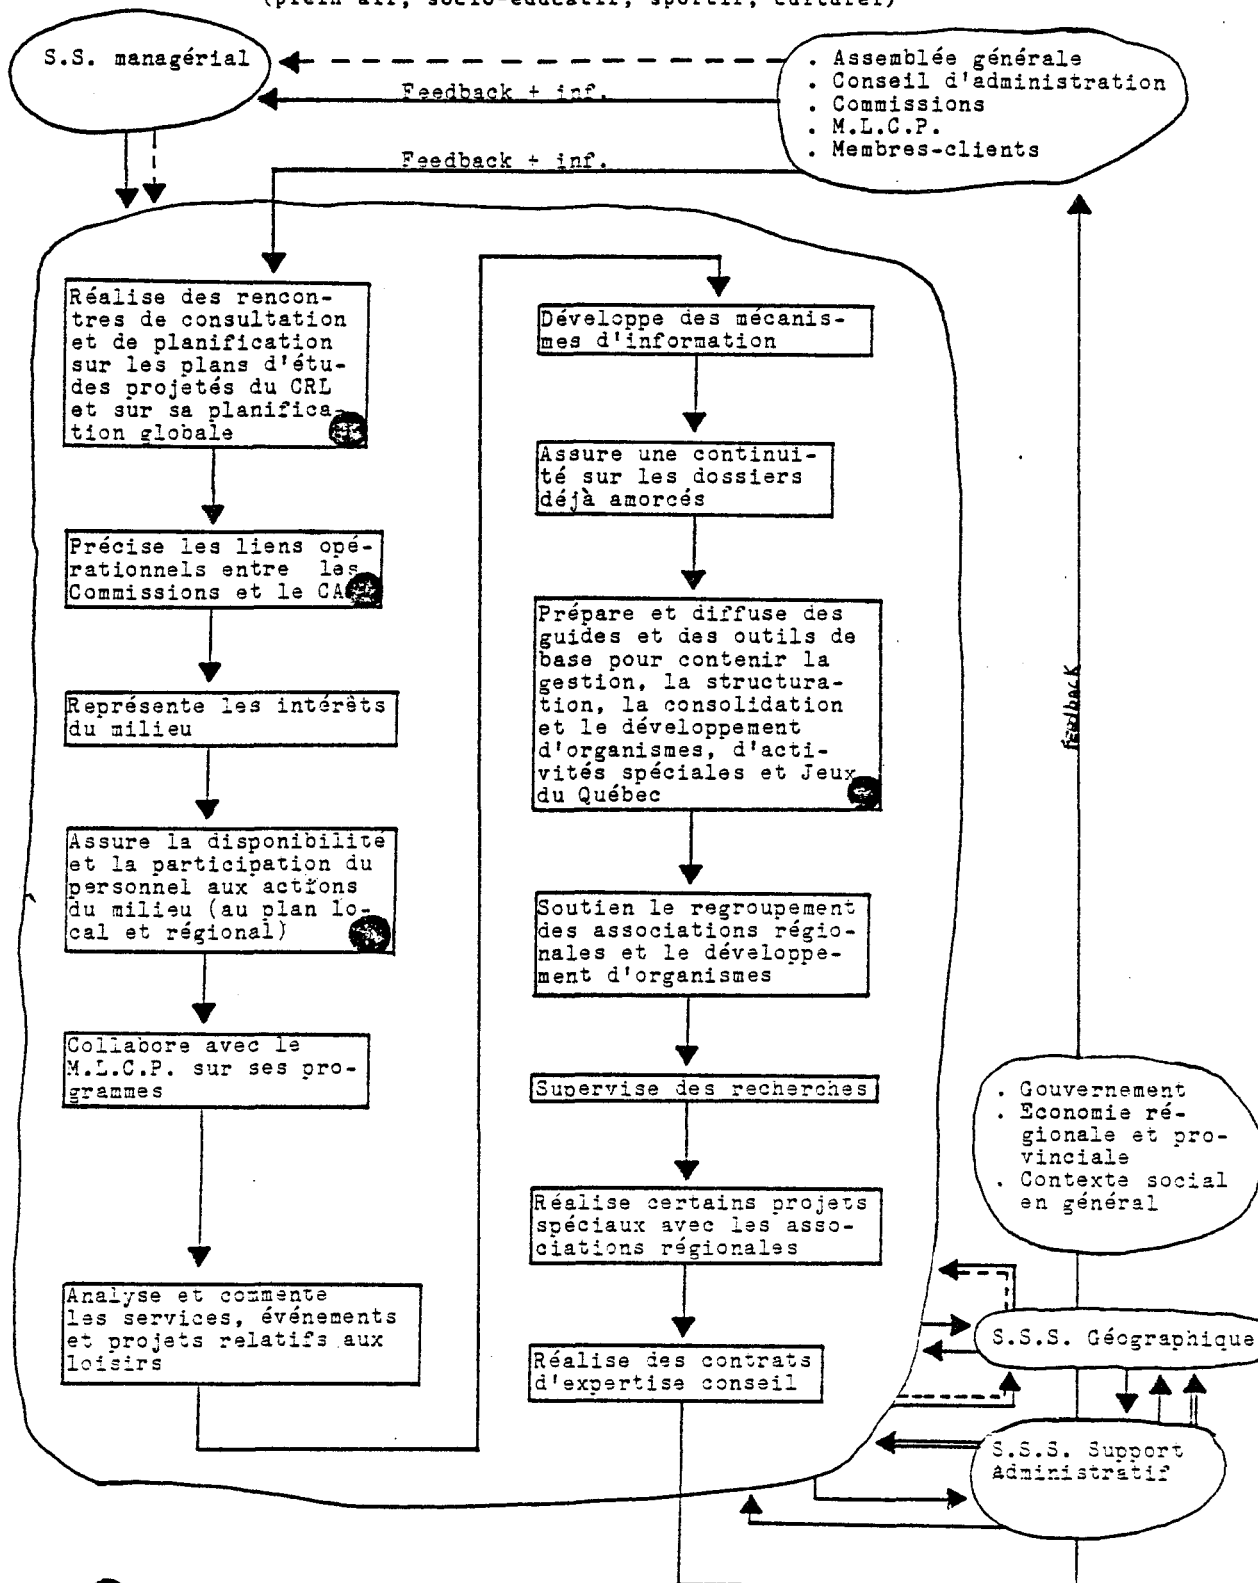 (plein air, socio-éducatif, sportif, culturel)
S.S. managérial
. Assemblée générale
. Conseil d'administration
. Commissions
. M.L.C.P.
. Membres-clients
Feedback + inf.
Feedback + inf.
Réalise des rencon-
tres de consultation
et de planification
sur les plans d'étu-
des projetés du CRL
et sur sa planifica-
tion globale
Précise les liens opé-
rationnels entre les
Commissions et le CA
Représente les intérêts
du milieu
Assure la disponibilité
et la participation du
personnel aux actions
du milieu (au plan lo-
cal et régional)
Collabore avec le
M.L.C.P. sur ses pro-
grammes
Analyse et commente
les services, événements
et projets relatifs aux
loisirs
Développe des mécanis-
mes d'information
Assure une continui-
té sur les dossiers
déjà amorcés
Prépare et diffuse des
guides et des outils de
base pour contenir la
gestion, la structura-
tion, la consolidation
et le développement
d'organismes, d'acti-
vités spéciales et Jeux
du Québec
Soutien le regroupement
des associations régio-
nales et le développe-
ment d'organismes
Supervise des recherches
Réalise certains projets
spéciaux avec les asso-
ciations régionales
Réalise des contrats
d'expertise conseil
Feedback
. Gouvernement
. Economie ré-
gionale et pro-
vinciale
. Contexte social
en général
S.S.S. Géographique
S.S.S. Support
Administratif